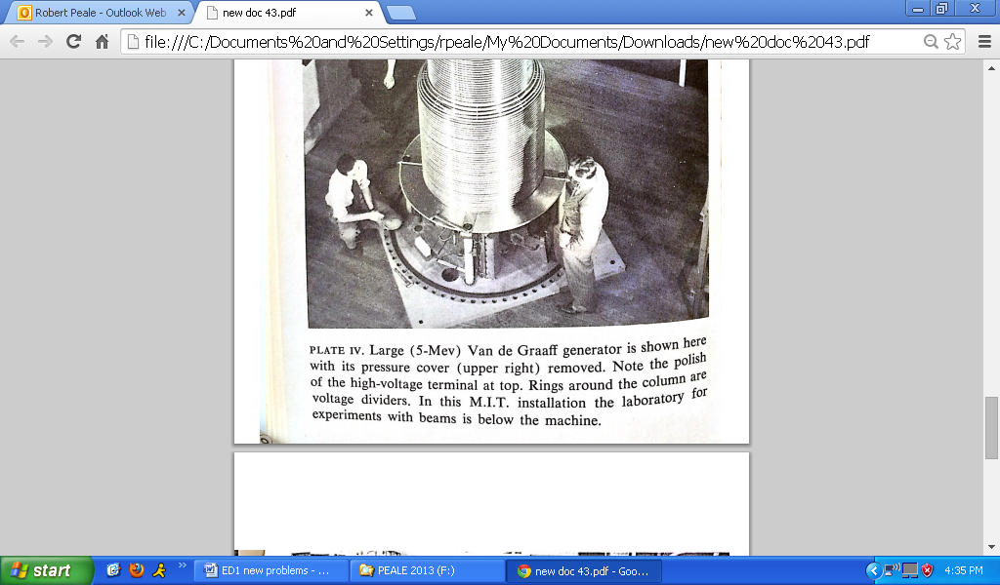 Robert Peale - Outlook Web
new doc 43.pdf
file:///C:/Documents%20and%20Settings/rpeale/My%20Documents/Downloads/new%20doc%2043.pdf
PLATE IV. Large (5-Mev) Van de Graaff generator is shown here
with its pressure cover (upper right) removed. Note the polish
of the high-voltage terminal at top. Rings around the column are
voltage dividers. In this M.I.T. installation the laboratory for
experiments with beams is below the machine.
start
ED1 new problems - ...
PEALE 2013 (F:)
new doc 43.pdf - Goo...
4:35 PM